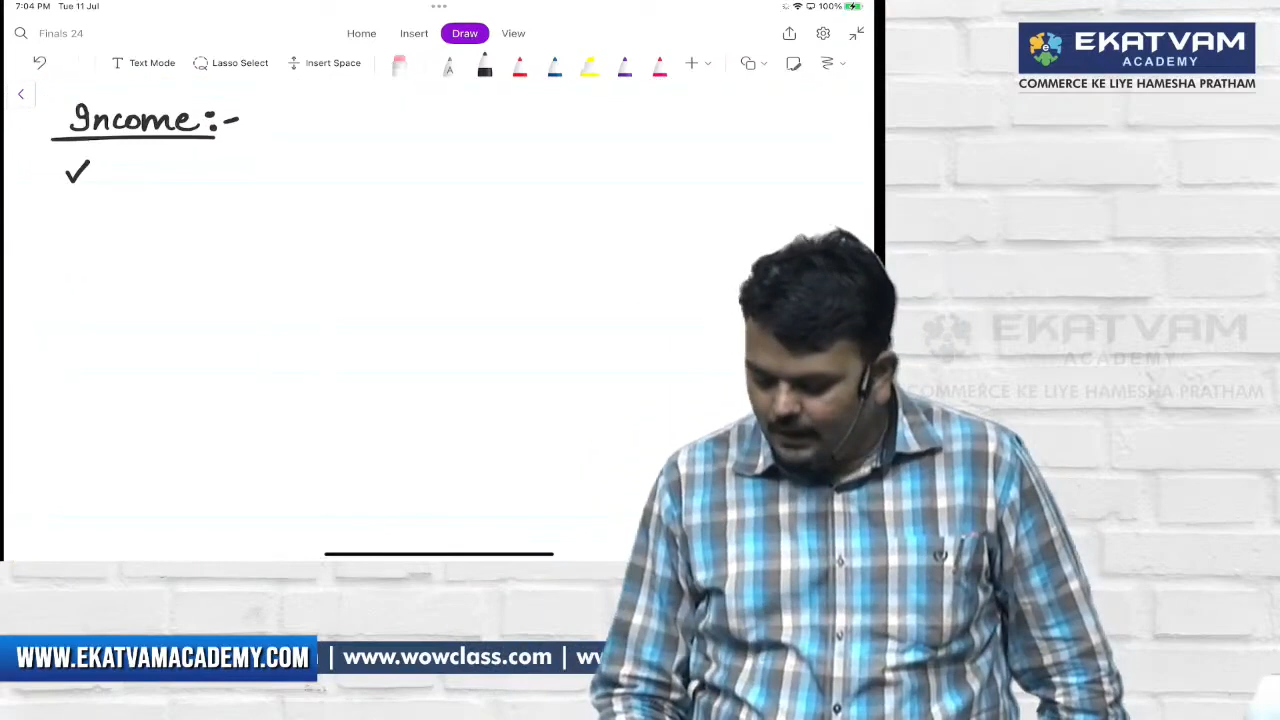 7:04 PM Tue 11 Jul
100%
Finals 24
Home Insert Draw View
Text Mode Lasso Select Insert Space
Income:-
✓
EKATVAM
ACADEMY
COMMERCE KE LIYE HAMESHA PRATHAM
EKATVAM
ACADEMY
COMMERCE KE LIYE HAMESHA PRATHAM
WWW.EKATVAMACADEMY.COM | www.wowclass.com |